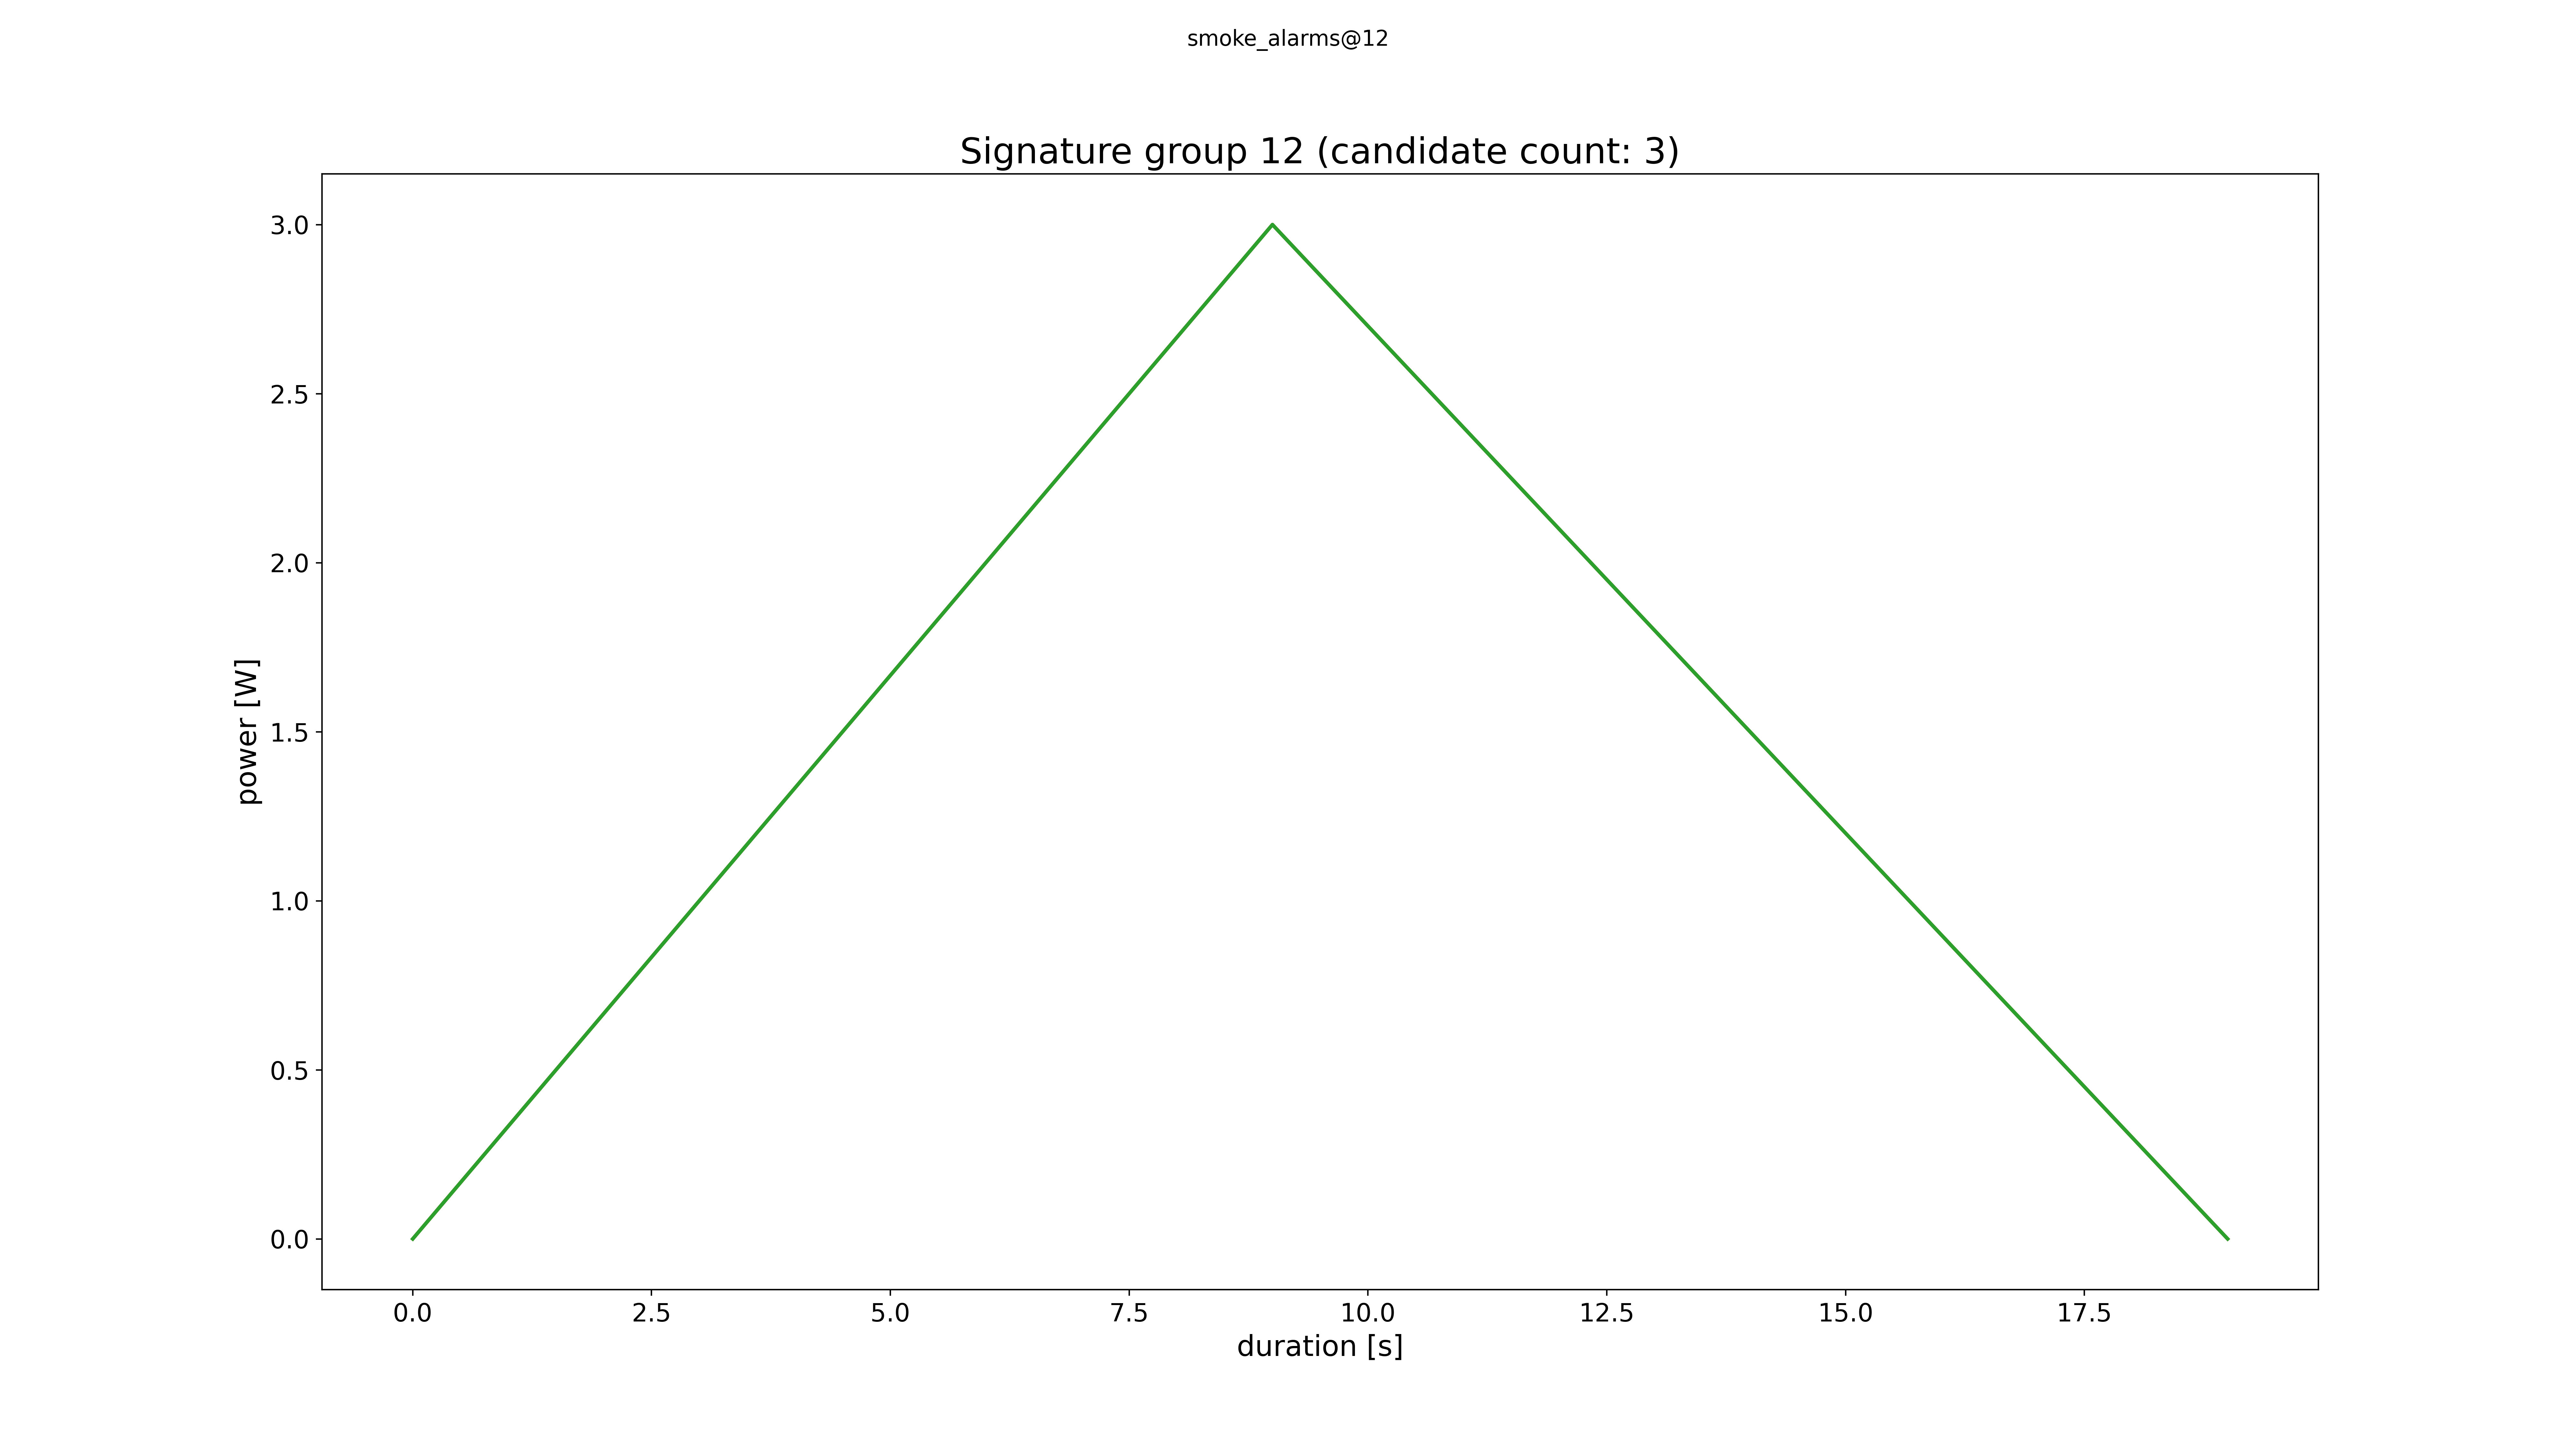 smoke_alarms@12
Signature group 12 (candidate count: 3)
3.0
2.5
2.0
1.5
1.0
0.5
0.0
power [W]
0.0 2.5 5.0 7.5 10.0 12.5 15.0 17.5
duration [s]